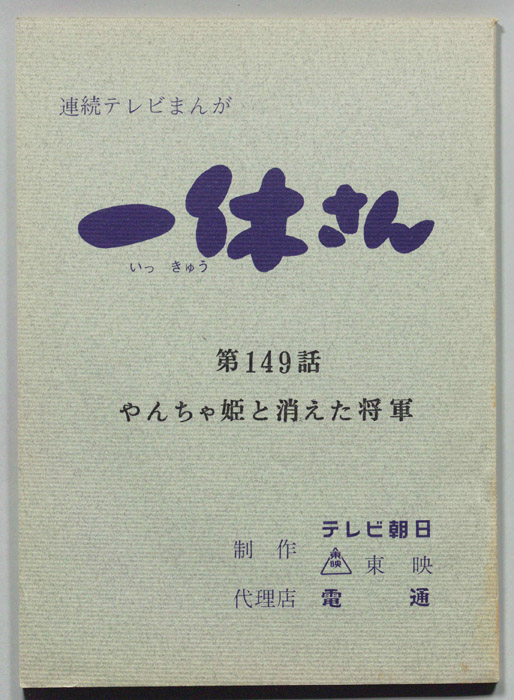 連続テレビまんが
一休さん
いっ きゅう
第149話
やんちゃ姫と消えた将軍
制作 テレビ朝日
東映 東映
代理店 電通